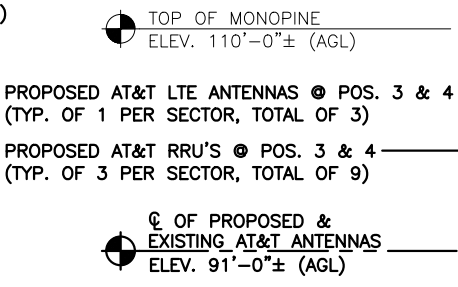 )
TOP OF MONOPINE
ELEV. 110'-0"± (AGL)
PROPOSED AT&T LTE ANTENNAS @ POS. 3 & 4
(TYP. OF 1 PER SECTOR, TOTAL OF 3)
PROPOSED AT&T RRU'S @ POS. 3 & 4
(TYP. OF 3 PER SECTOR, TOTAL OF 9)
℄ OF PROPOSED &
EXISTING AT&T ANTENNAS
ELEV. 91'-0"± (AGL)